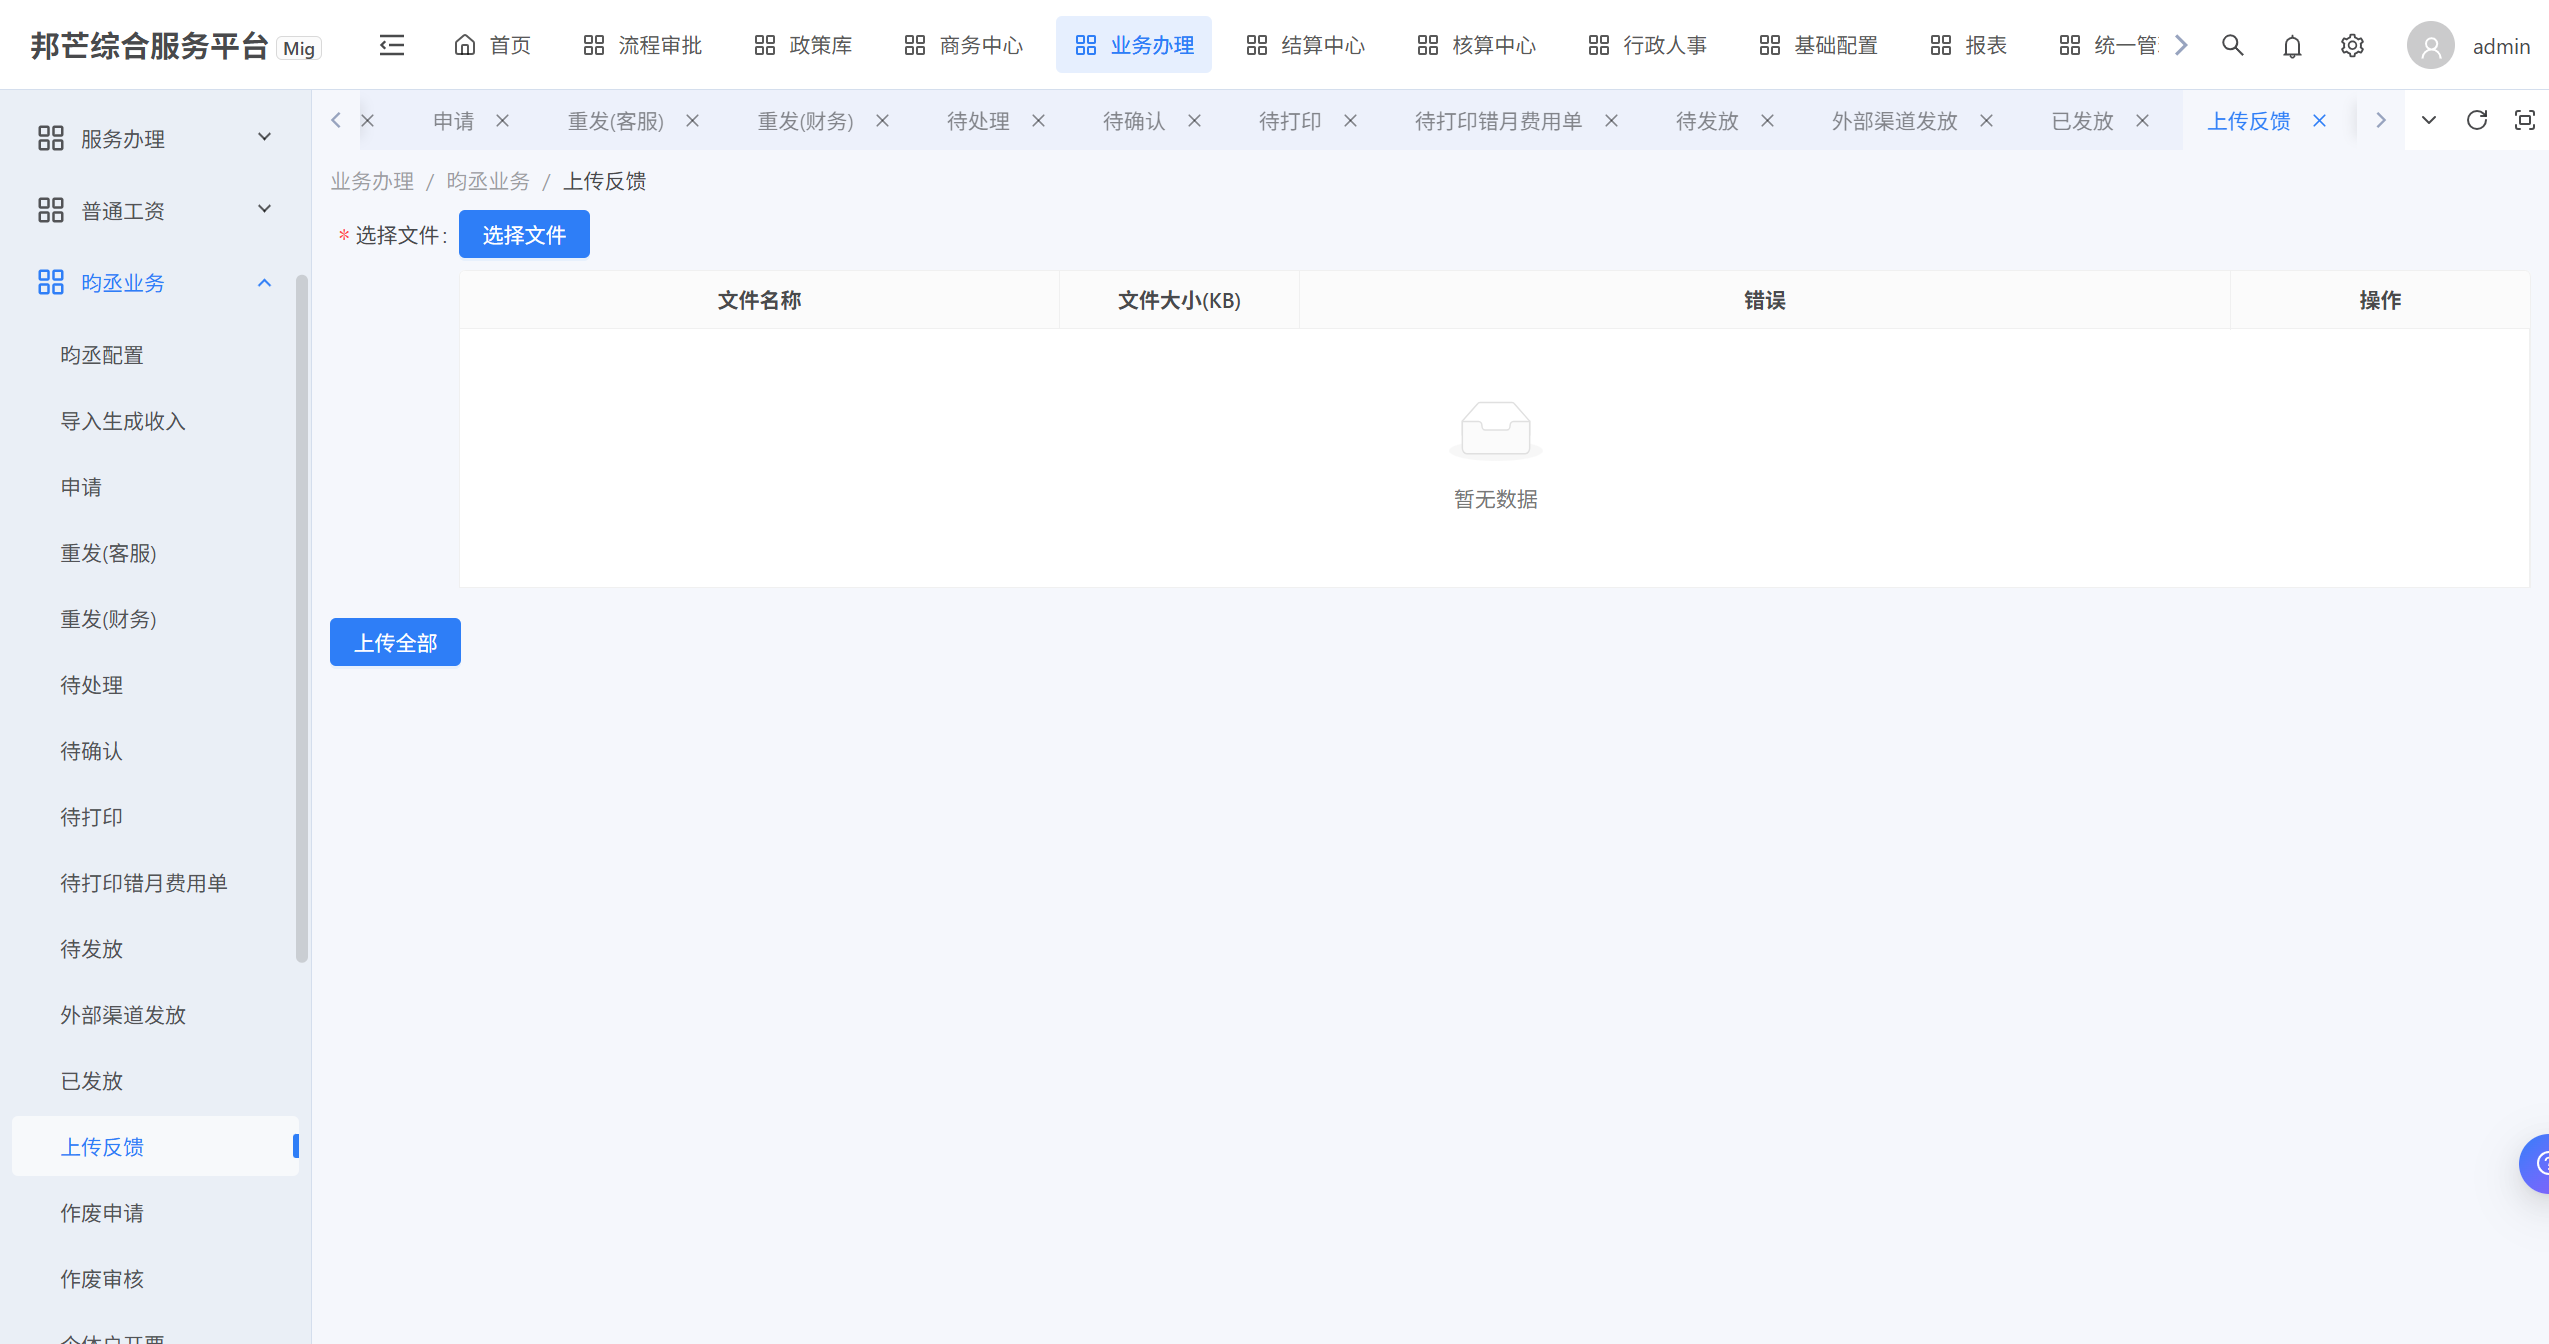 邦芒综合服务平台 Mig
首页 流程审批 政策库 商务中心 业务办理 结算中心 核算中心 行政人事 基础配置 报表 统一管
admin
申请 重发(客服) 重发(财务) 待处理 待确认 待打印 待打印错月费用单 待发放 外部渠道发放 已发放 上传反馈
服务办理
普通工资
昀丞业务
昀丞配置
导入生成收入
申请
重发(客服)
重发(财务)
待处理
待确认
待打印
待打印错月费用单
待发放
外部渠道发放
已发放
上传反馈
作废申请
作废审核
个体户开票
业务办理 / 昀丞业务 / 上传反馈
* 选择文件: 选择文件
文件名称 文件大小(KB) 错误 操作
暂无数据
上传全部